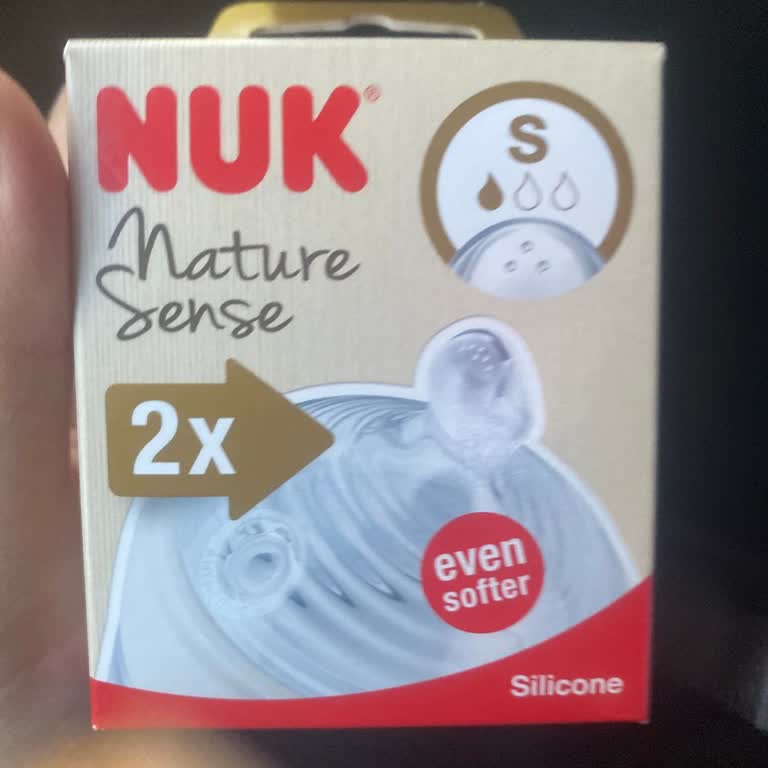 NUK®
S
Nature
Sense
2x
even
softer
Silicone